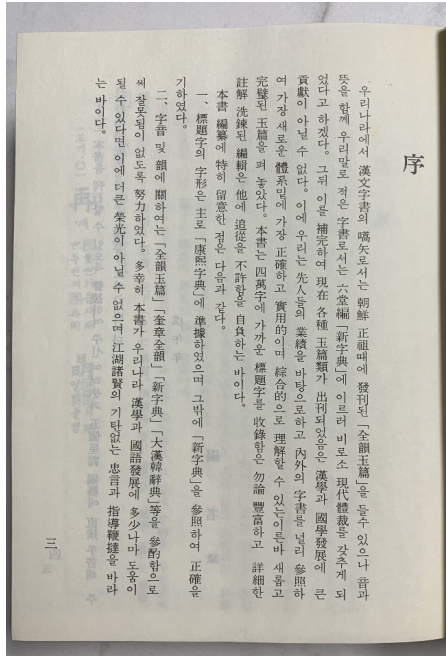 序
우리나라에서 漢文字書의 嚆矢로서는 朝鮮 正祖때에 發刊된「全韻玉篇」을 들수 있으나 音과
뜻을 함께 우리말로 적은 字書로서는 六堂編「新字典」에 이르러 비로소 現代體裁를 갖추게 되
었다고 하겠다. 그뒤 이를 補完하여 現在 各種 玉篇類가 出刊되었음은 漢學과 國學發展에 큰
貢獻이 아닐 수 없다. 이에 우리는 先人들의 業績을 바탕으로하고 內外의 字書를 널리 參照하
여 가장 새로운 體系밑에 가장 正確하고 實用的이며 綜合的으로 理解할 수 있는이른바 새롭고
完璧된 玉篇을 펴 놓았다. 本書는 四萬字에 가까운 標題字를 收錄함은 勿論 豐富하고 詳細한
註解 洗鍊된 編輯은 他에 追從을 不許함을 自負하는 바이다.
本書 編纂에 特히 留意한 점은 다음과 같다.
一、標題字의 字形은 主로「康熙字典」에 準據하였으며 그밖에「新字典」을 參照하여 正確을
기하였다.
二、字音 및 韻에 關하여는「全韻玉篇」「奎章全韻」「新字典」「大漢韓辭典」等을 參酌함으로
써 잘못됨이 없도록 努力하였다. 多幸히 本書가 우리나라 漢學과 國語發展에 多少나마 도움이
될 수 있다면 이에 더큰 榮光이 아닐 수 없으며 江湖諸賢의 기탄없는 忠言과 指導鞭撻을 바라
는 바이다.
三